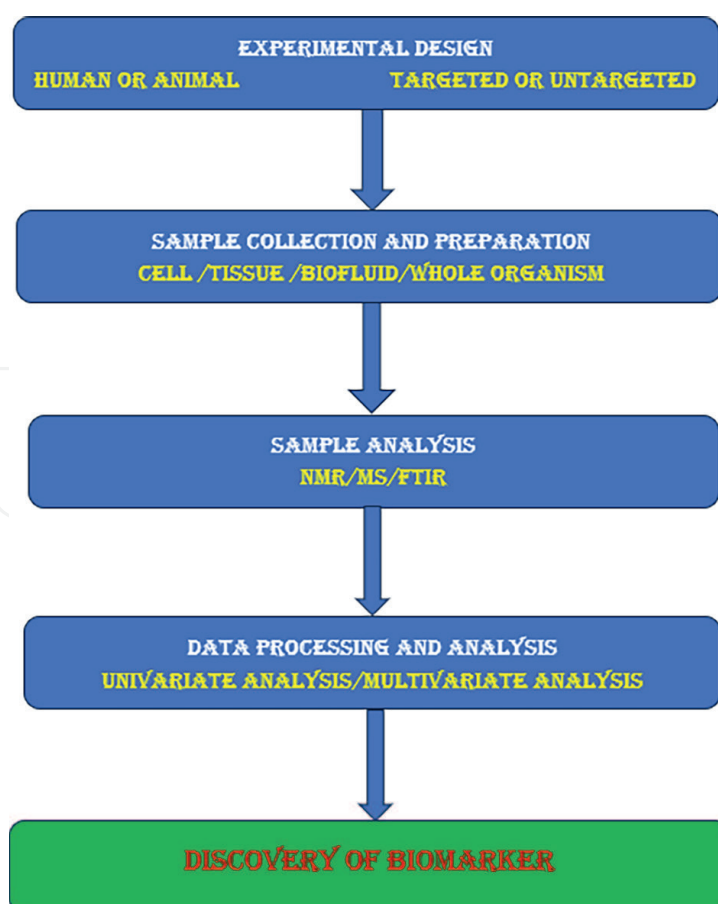 EXPERIMENTAL DESIGN
HUMAN OR ANIMAL TARGETED OR UNTARGETED
SAMPLE COLLECTION AND PREPARATION
CELL /TISSUE /BIOFLUID/WHOLE ORGANISM
SAMPLE ANALYSIS
NMR/MS/FTIR
DATA PROCESSING AND ANALYSIS
UNIVARIATE ANALYSIS/MULTIVARIATE ANALYSIS
DISCOVERY OF BIOMARKER